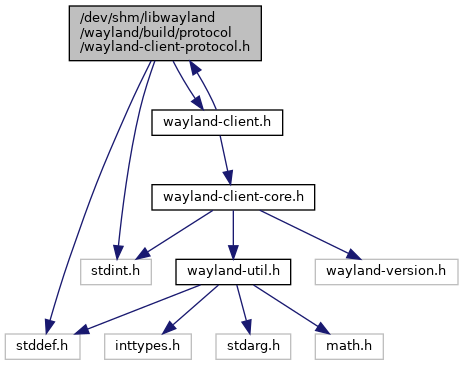 /dev/shm/libwayland
/wayland/build/protocol
/wayland-client-protocol.h
wayland-client.h
wayland-client-core.h
stdint.h
wayland-util.h
wayland-version.h
stddef.h
inttypes.h
stdarg.h
math.h